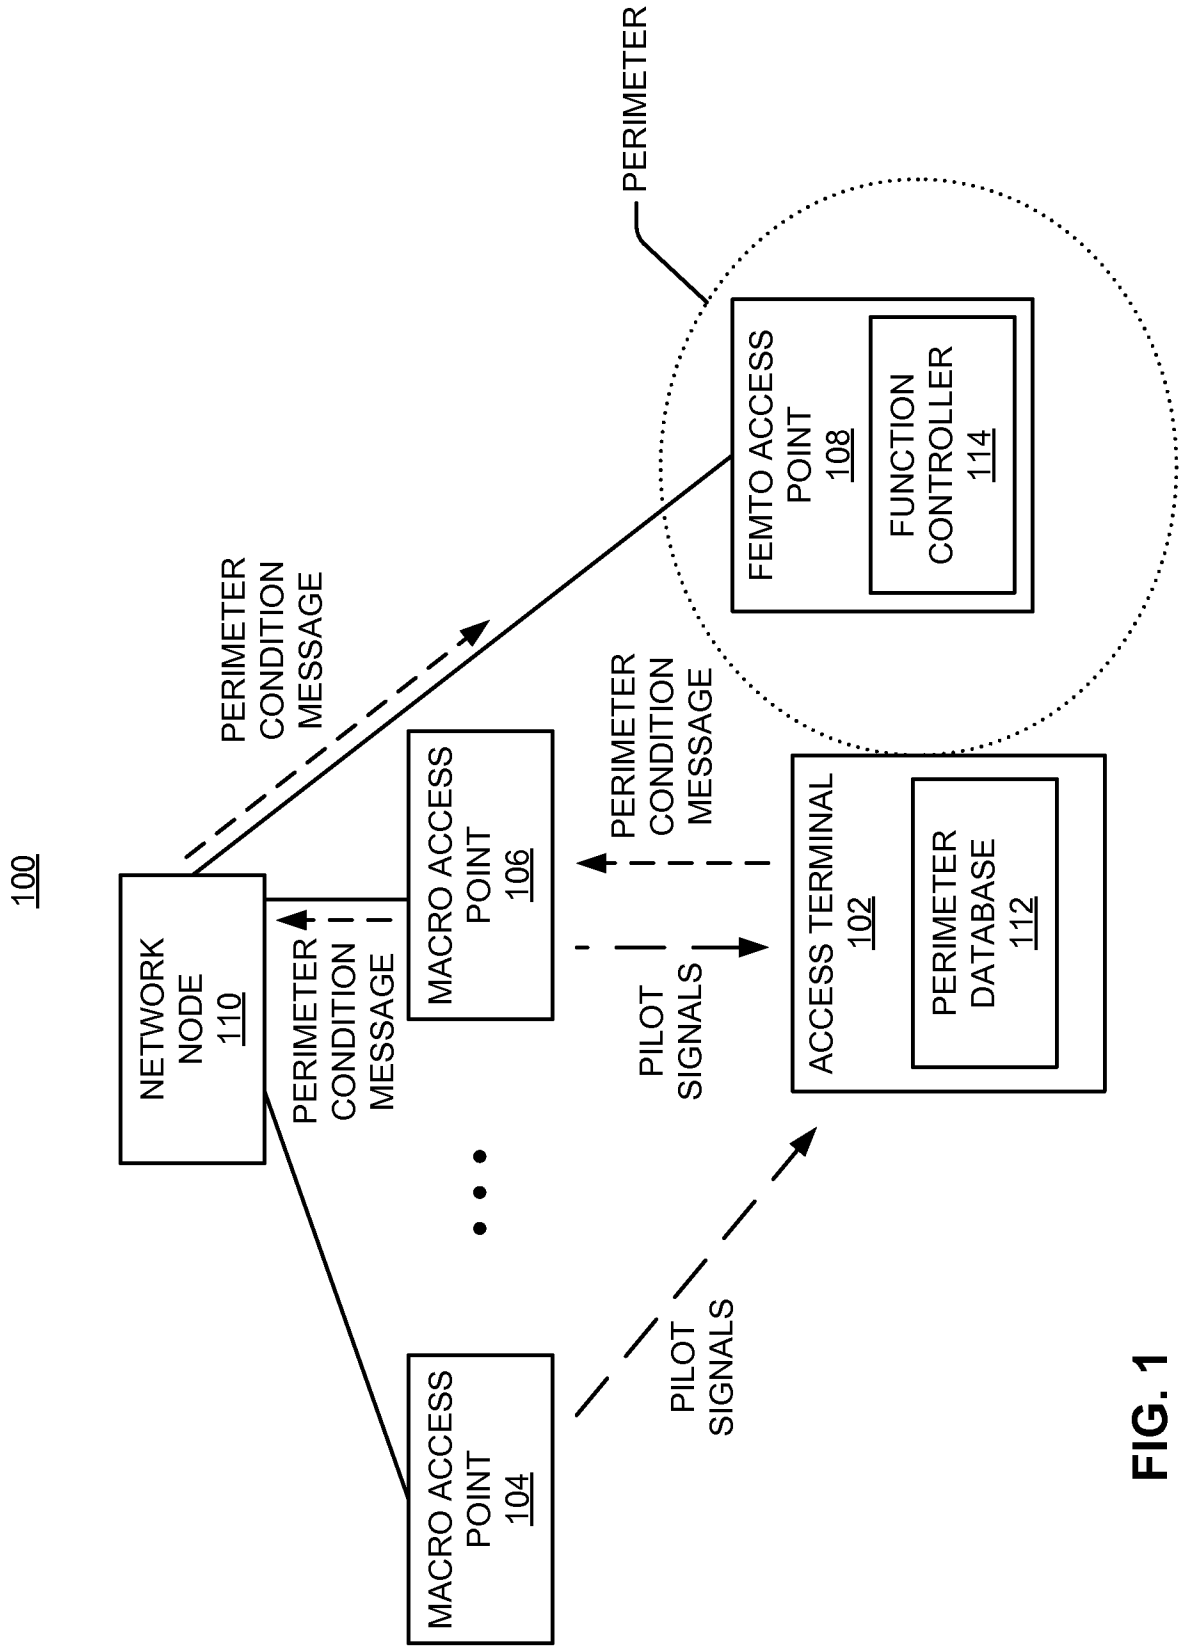 100
NETWORK
NODE
110
PERIMETER
CONDITION
MESSAGE
PERIMETER
CONDITION
MESSAGE
MACRO ACCESS
POINT
104
MACRO ACCESS
POINT
106
PERIMETER
PILOT
SIGNALS
PILOT
SIGNALS
PERIMETER
CONDITION
MESSAGE
ACCESS TERMINAL
102
PERIMETER
DATABASE
112
FEMTO ACCESS
POINT
108
FUNCTION
CONTROLLER
114
FIG. 1